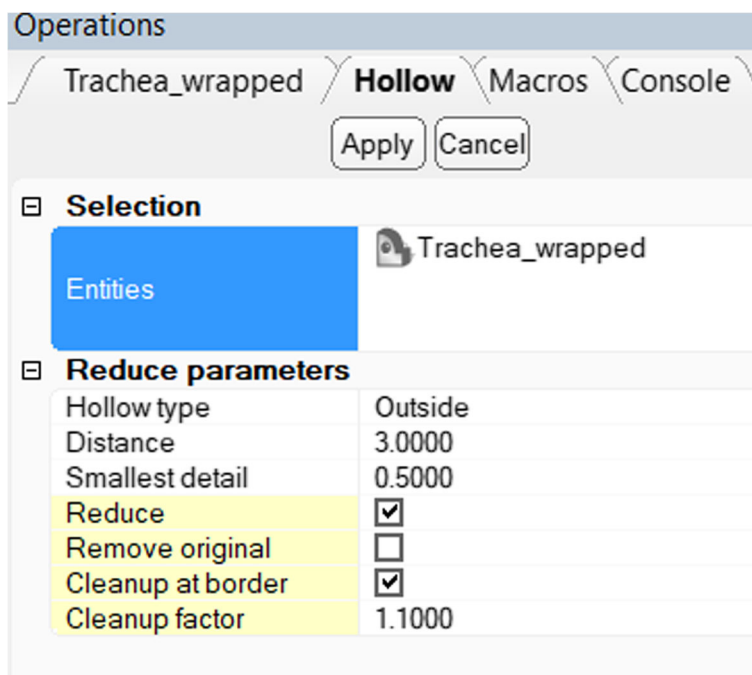 Operations
Trachea_wrapped Hollow Macros Console
Apply Cancel
Selection
Entities Trachea_wrapped
Reduce parameters
Hollow type Outside
Distance 3.0000
Smallest detail 0.5000
Reduce
Remove original
Cleanup at border
Cleanup factor 1.1000